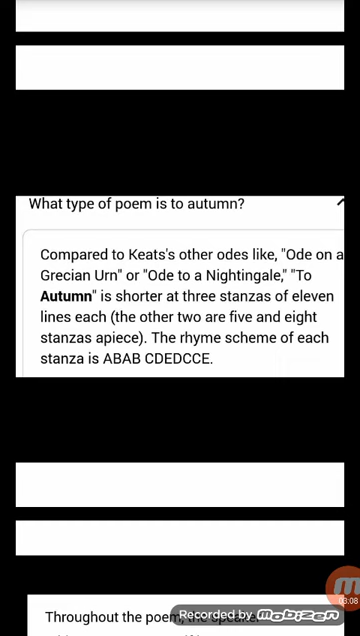 What type of poem is to autumn?
Compared to Keats's other odes like, "Ode on a
Grecian Urn" or "Ode to a Nightingale," "To
Autumn" is shorter at three stanzas of eleven
lines each (the other two are five and eight
stanzas apiece). The rhyme scheme of each
stanza is ABAB CDEDCCE.
03:08
Throughout the poem, the speaker
Recorded by Mobizen